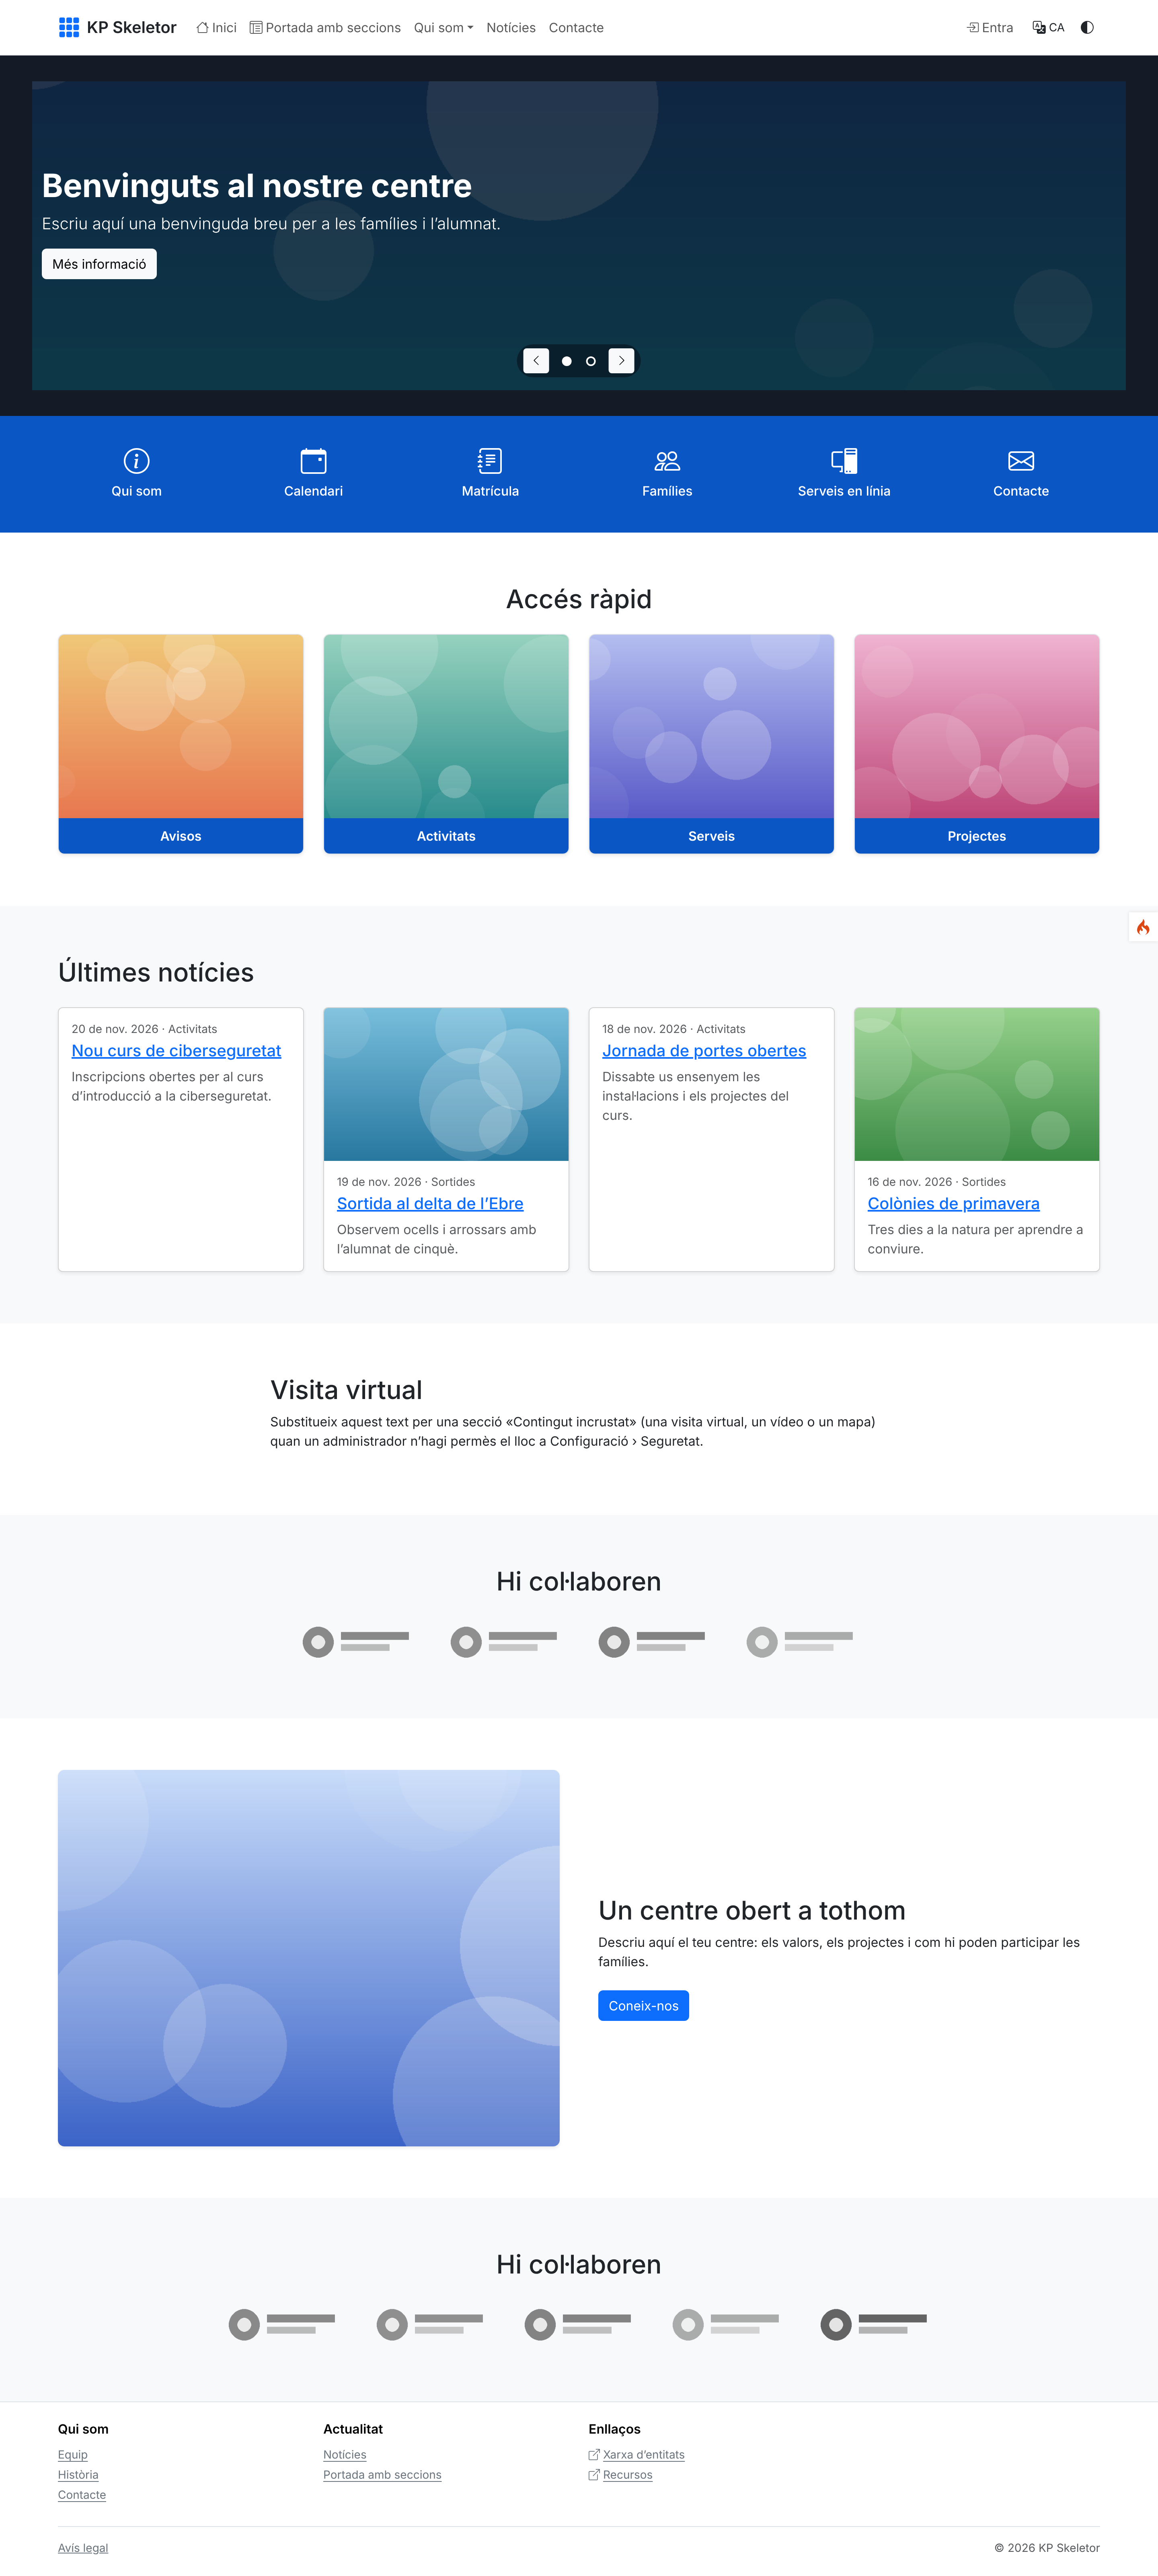 KP Skeletor
Inici
Portada amb seccions
Qui som
Notícies
Contacte
Entra
CA
Benvinguts al nostre centre
Escriu aquí una benvinguda breu per a les famílies i l’alumnat.
Més informació
Qui som
Calendari
Matrícula
Famílies
Serveis en línia
Contacte
Accés ràpid
Avisos
Activitats
Serveis
Projectes
Últimes notícies
20 de nov. 2026 · Activitats
Nou curs de ciberseguretat
Inscripcions obertes per al curs
d’introducció a la ciberseguretat.
19 de nov. 2026 · Sortides
Sortida al delta de l’Ebre
Observem ocells i arrossars amb
l’alumnat de cinquè.
18 de nov. 2026 · Activitats
Jornada de portes obertes
Dissabte us ensenyem les
instal·lacions i els projectes del
curs.
16 de nov. 2026 · Sortides
Colònies de primavera
Tres dies a la natura per aprendre a
conviure.
Visita virtual
Substitueix aquest text per una secció «Contingut incrustat» (una visita virtual, un vídeo o un mapa)
quan un administrador n’hagi permès el lloc a Configuració › Seguretat.
Hi col·laboren
Un centre obert a tothom
Descriu aquí el teu centre: els valors, els projectes i com hi poden participar les
famílies.
Coneix-nos
Hi col·laboren
Qui som
Equip
Història
Contacte
Actualitat
Notícies
Portada amb seccions
Enllaços
Xarxa d’entitats
Recursos
Avís legal
© 2026 KP Skeletor